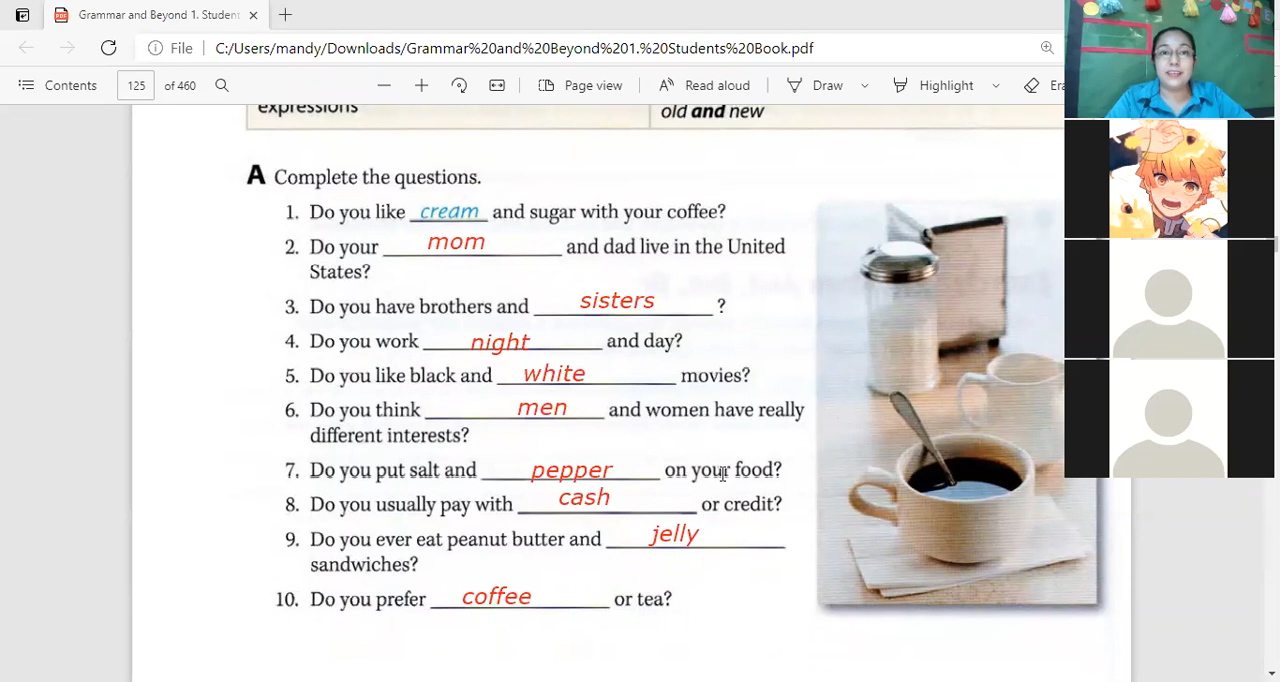 Grammar and Beyond 1. Student
File C:/Users/mandy/Downloads/Grammar%20and%20Beyond%201.%20Students%20Book.pdf
Contents 125 of 460 Page view Read aloud Draw Highlight Era
expressions
old and new
A Complete the questions.
1. Do you like cream and sugar with your coffee?
2. Do your mom and dad live in the United
States?
3. Do you have brothers and sisters ?
4. Do you work night and day?
5. Do you like black and white movies?
6. Do you think men and women have really
different interests?
7. Do you put salt and pepper on your food?
8. Do you usually pay with cash or credit?
9. Do you ever eat peanut butter and jelly
sandwiches?
10. Do you prefer coffee or tea?